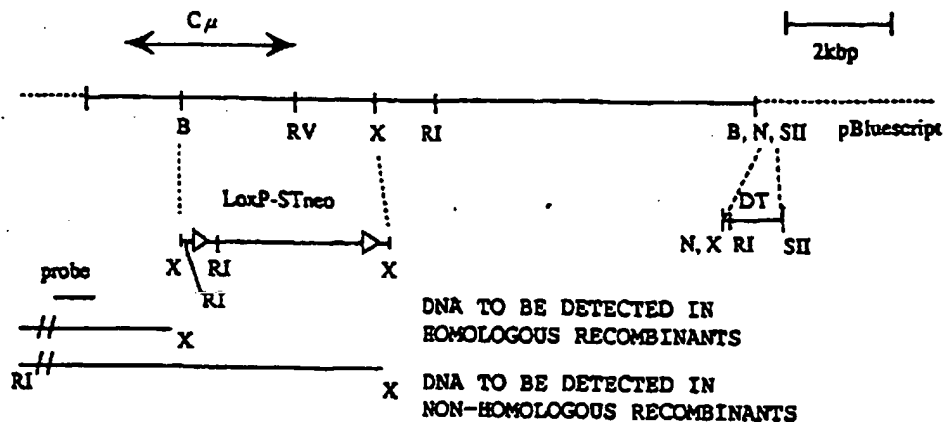 Cμ
2kbp
B RV X RI B, N, SII pBluescript
LoxP-STneo DT
X RI X N, X RI SII
RI
probe
X
DNA TO BE DETECTED IN
HOMOLOGOUS RECOMBINANTS
RI X
DNA TO BE DETECTED IN
NON-HOMOLOGOUS RECOMBINANTS